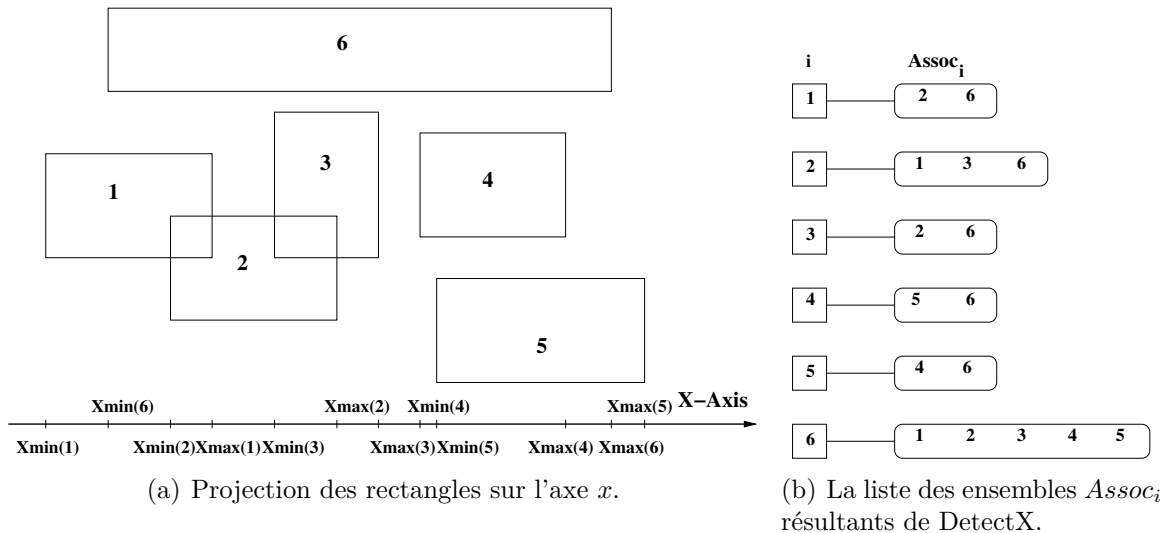 6
3
1
4
2
5
Xmin(6) Xmax(2) Xmin(4) Xmax(5) X−Axis
Xmin(1) Xmin(2) Xmax(1) Xmin(3) Xmax(3) Xmin(5) Xmax(4) Xmax(6)
(a) Projection des rectangles sur l'axe x.
i Assoc_i
1 2 6
2 1 3 6
3 2 6
4 5 6
5 4 6
6 1 2 3 4 5
(b) La liste des ensembles Assoc_i
résultants de DetectX.